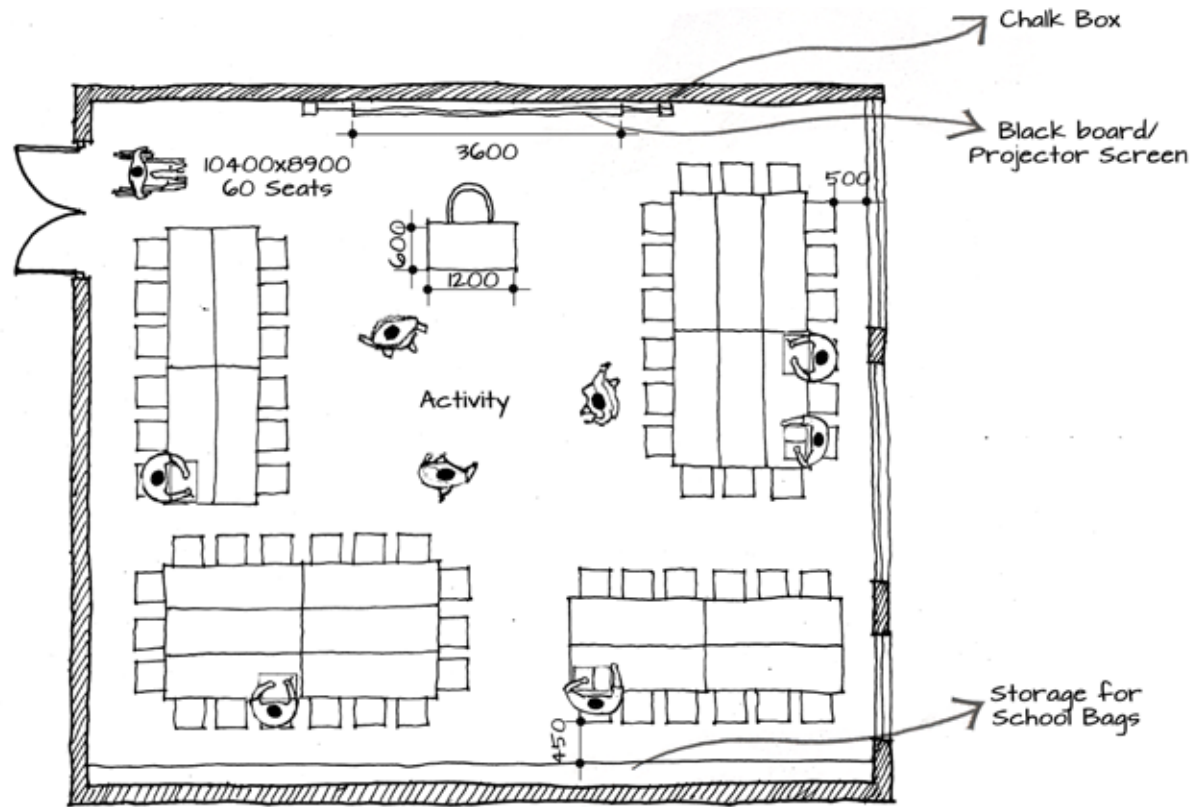 Chalk Box
Black board/
Projector Screen
3600
10400x8900
60 Seats
500
600
1200
Activity
Storage for
School Bags
450